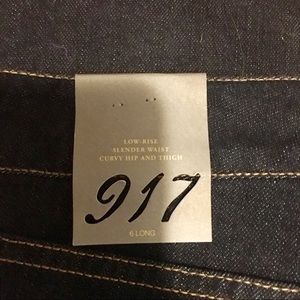 LOW-RISE
SLENDER WAIST
CURVY HIP AND THIGH
917
6 LONG